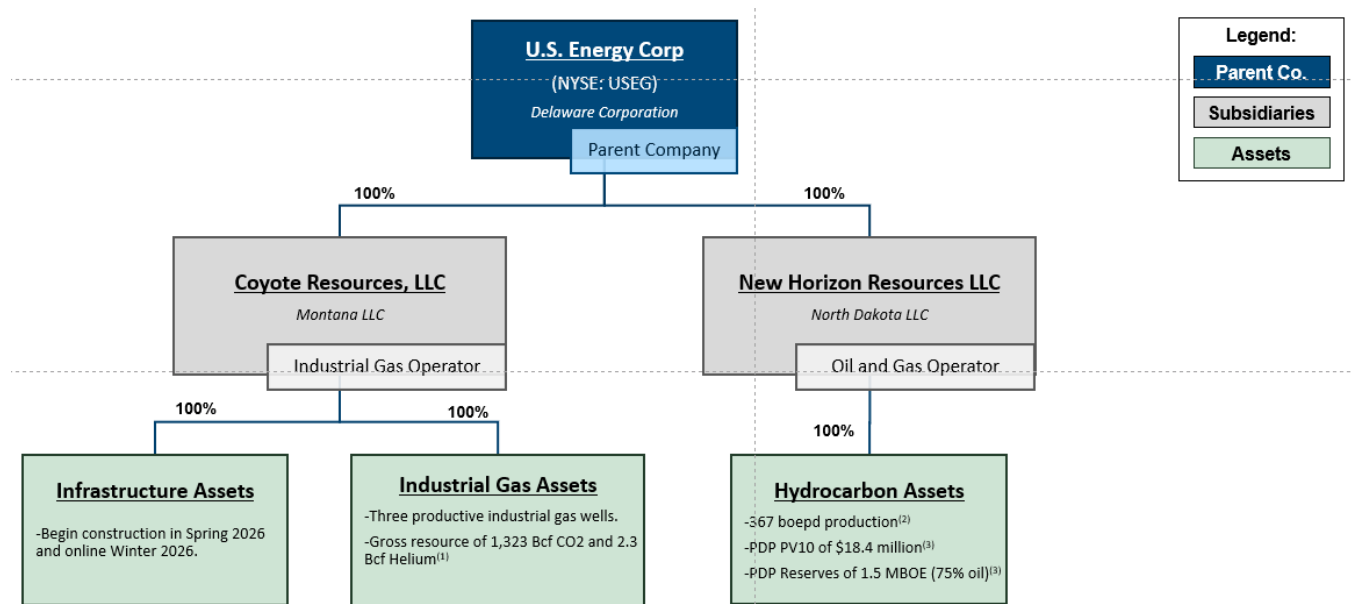 U.S. Energy Corp
(NYSE: USEG)
Delaware Corporation
Parent Company
Legend:
Parent Co.
Subsidiaries
Assets
100%
100%
Coyote Resources, LLC
Montana LLC
Industrial Gas Operator
New Horizon Resources LLC
North Dakota LLC
Oil and Gas Operator
100%
100%
100%
Infrastructure Assets
-Begin construction in Spring 2026
and online Winter 2026.
Industrial Gas Assets
-Three productive industrial gas wells.
-Gross resource of 1,323 Bcf CO2 and 2.3
Bcf Helium(1)
Hydrocarbon Assets
-367 boepd production(2)
-PDP PV10 of $18.4 million(3)
-PDP Reserves of 1.5 MBOE (75% oil)(3)